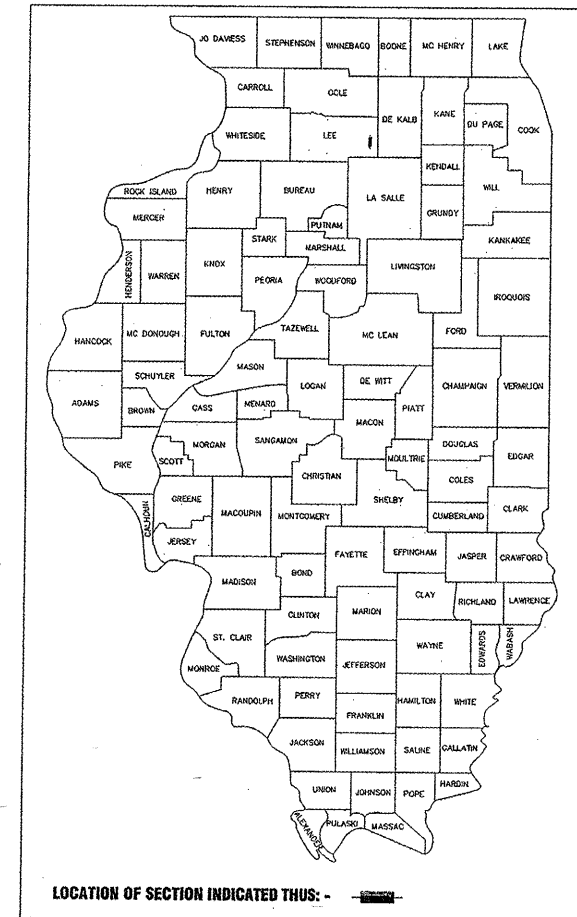 JO DAVIESS STEPHENSON WINNEBAGO BOONE MC HENRY LAKE
CARROLL OGLE DE KALB KANE DU PAGE COOK
WHITESIDE LEE
KENDALL WILL
ROCK ISLAND HENRY BUREAU LA SALLE GRUNDY
MERCER PUTNAM
STARK MARSHALL KANKAKEE
HENDERSON WARREN KNOX PEORIA WOODFORD LIVINGSTON IROQUOIS
HANCOCK MC DONOUGH FULTON TAZEWELL MC LEAN FORD
SCHUYLER MASON
ADAMS BROWN CASS MENARD LOGAN DE WITT PIATT CHAMPAIGN VERMILION
MACON
PIKE SCOTT MORGAN SANGAMON MOULTRIE DOUGLAS EDGAR
CHRISTIAN COLES
CALHOUN GREENE MACOUPIN MONTGOMERY SHELBY CUMBERLAND CLARK
JERSEY
MADISON BOND FAYETTE EFFINGHAM JASPER CRAWFORD
CLINTON MARION CLAY RICHLAND LAWRENCE
ST. CLAIR WAYNE EDWARDS WABASH
MONROE WASHINGTON JEFFERSON
RANDOLPH PERRY FRANKLIN HAMILTON WHITE
JACKSON WILLIAMSON SALINE GALLATIN
UNION JOHNSON POPE HARDIN
ALEXANDER PULASKI MASSAC
LOCATION OF SECTION INDICATED THUS: -